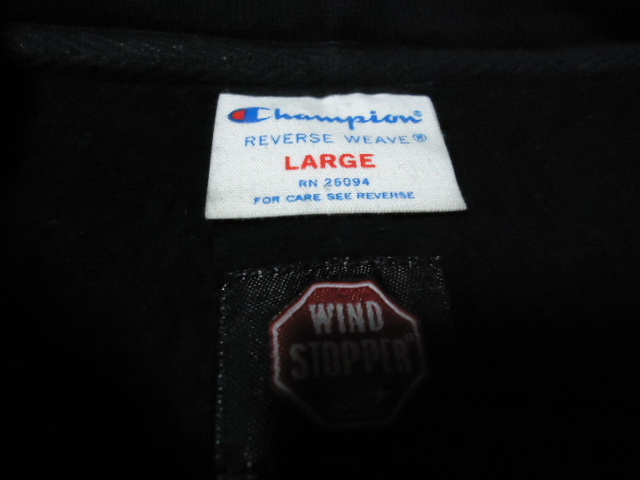 Champion®
REVERSE WEAVE®
LARGE
RN 26094
FOR CARE SEE REVERSE
WIND
STOPPER®